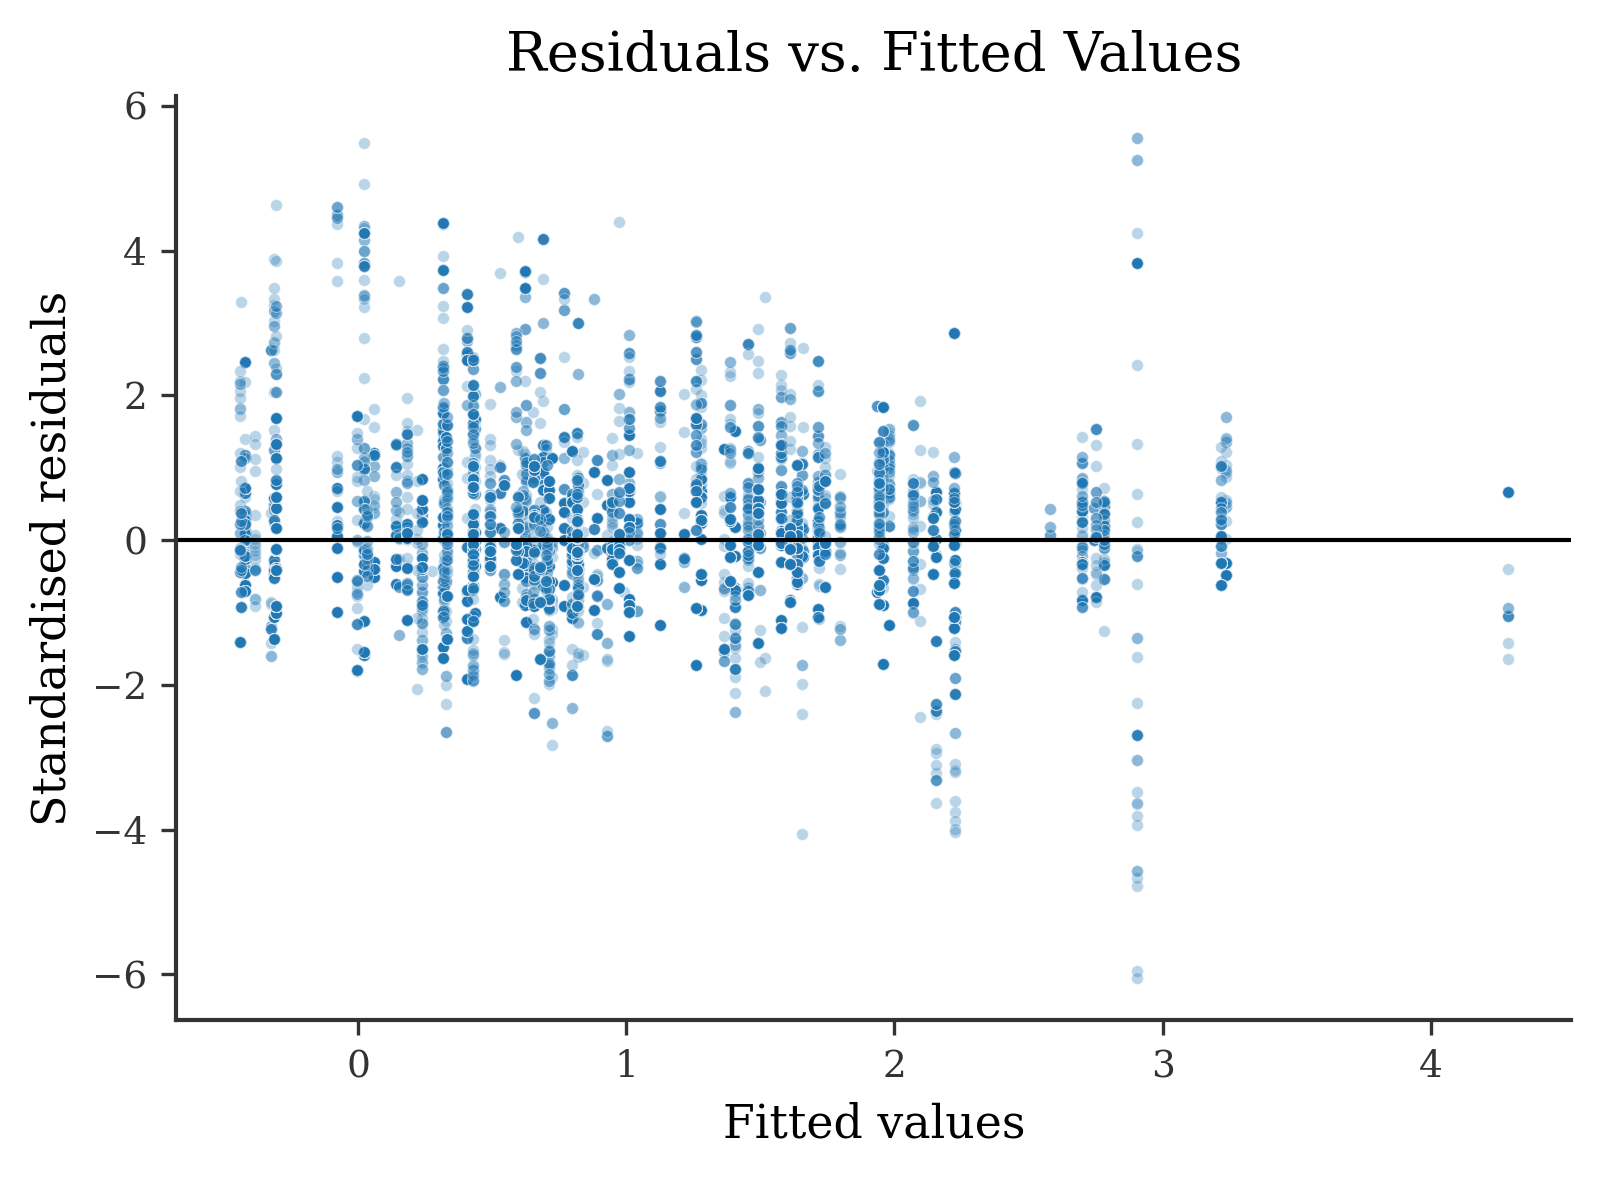 Residuals vs. Fitted Values
Standardised residuals
6
4
2
0
−2
−4
−6
0 1 2 3 4
Fitted values